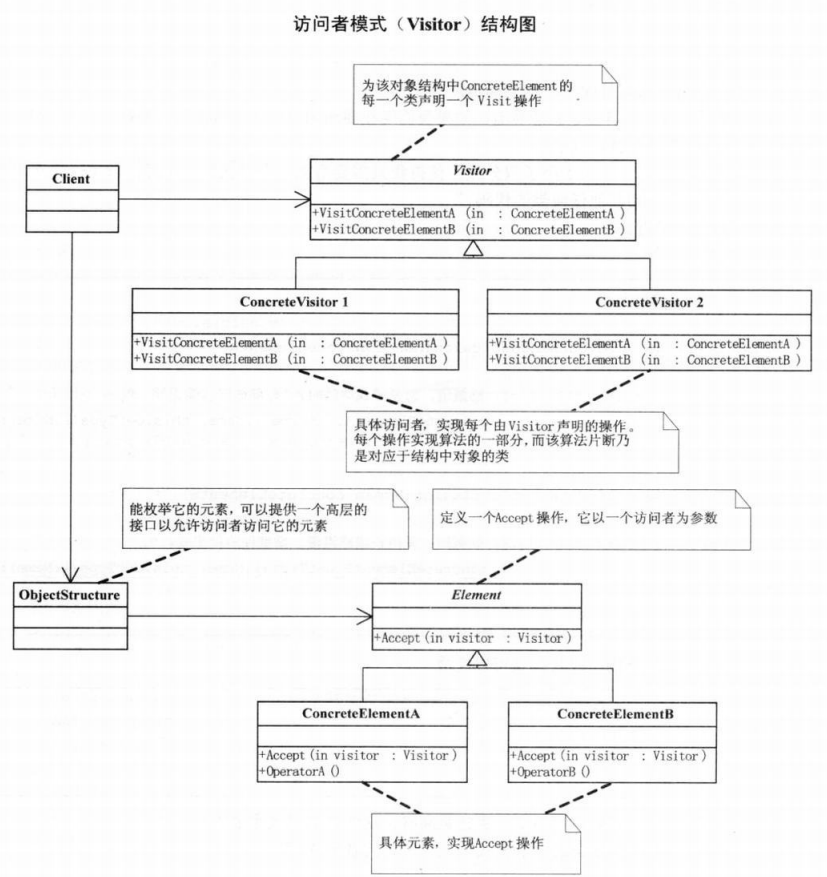 访问者模式（Visitor）结构图
为该对象结构中ConcreteElement的
每一个类声明一个 Visit 操作
Client
Visitor
+VisitConcreteElementA (in : ConcreteElementA )
+VisitConcreteElementB (in : ConcreteElementB )
ConcreteVisitor 1
+VisitConcreteElementA (in : ConcreteElementA )
+VisitConcreteElementB (in : ConcreteElementB )
ConcreteVisitor 2
+VisitConcreteElementA (in : ConcreteElementA )
+VisitConcreteElementB (in : ConcreteElementB )
具体访问者，实现每个由Visitor声明的操作。
每个操作实现算法的一部分，而该算法片断乃
是对应于结构中对象的类
能枚举它的元素，可以提供一个高层的
接口以允许访问者访问它的元素
定义一个Accept 操作，它以一个访问者为参数
ObjectStructure
Element
+Accept(in visitor : Visitor)
ConcreteElementA
+Accept(in visitor : Visitor)
+OperatorA()
ConcreteElementB
+Accept(in visitor : Visitor)
+OperatorB()
具体元素，实现Accept 操作